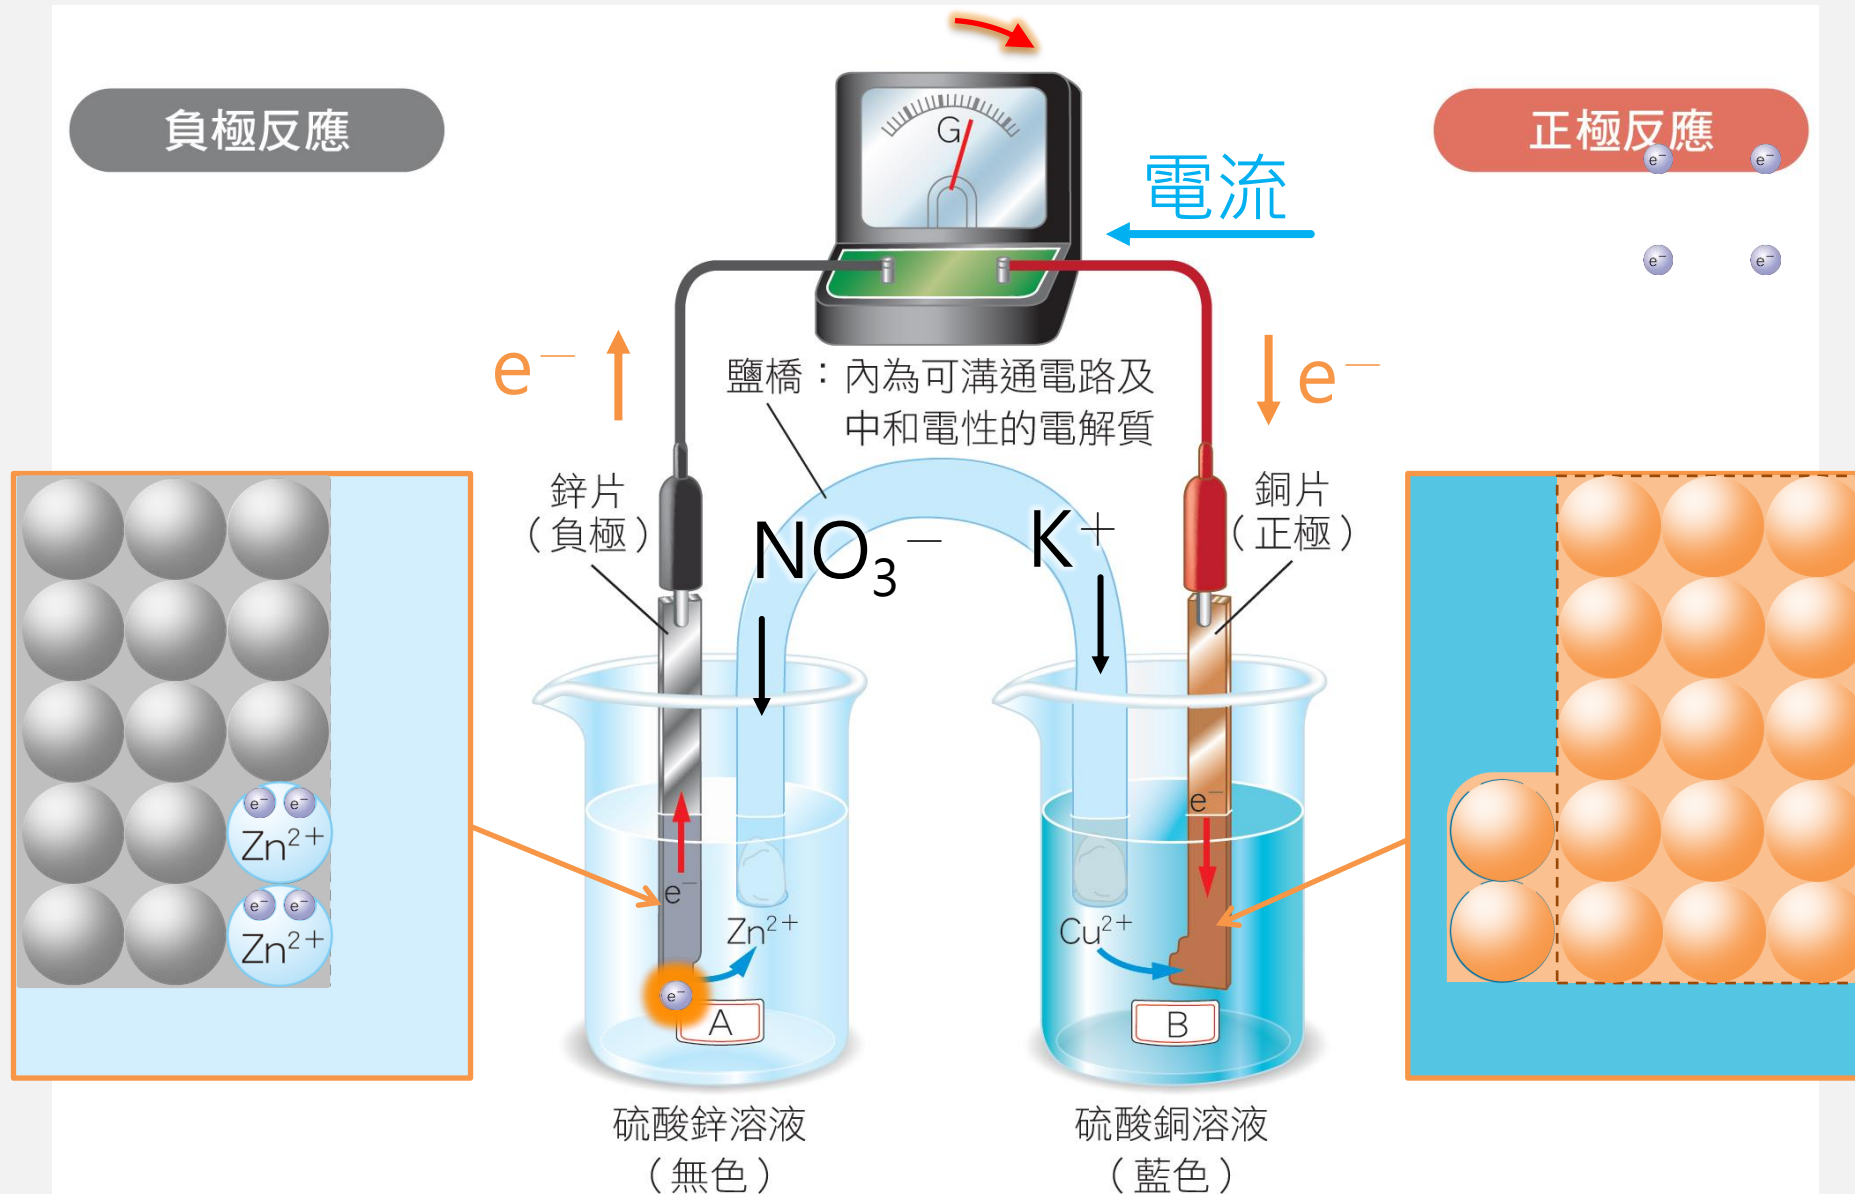 負極反應
正極反應
e⁻ e⁻
e⁻ e⁻
G
電流
e⁻
e⁻
鹽橋：內為可溝通電路及
中和電性的電解質
鋅片
（負極）
銅片
（正極）
NO₃⁻
K⁺
e⁻ e⁻
Zn²⁺
e⁻ e⁻
Zn²⁺
e⁻
e⁻
Zn²⁺
Cu²⁺
e⁻
A
B
硫酸鋅溶液
（無色）
硫酸銅溶液
（藍色）